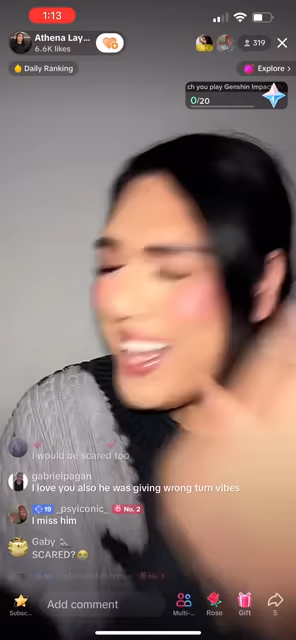 1:13
Athena Lay...
6.6K likes
319
Daily Ranking
Explore >
ch you play Genshin Impac
0/20
I would be scared too
gabrielpagan
I love you also he was giving wrong turn vibes
19 _psyiconic_ No. 2
I miss him
Gaby
SCARED? 😂
Subsc...
Add comment
Multi-...
Rose
Gift
5